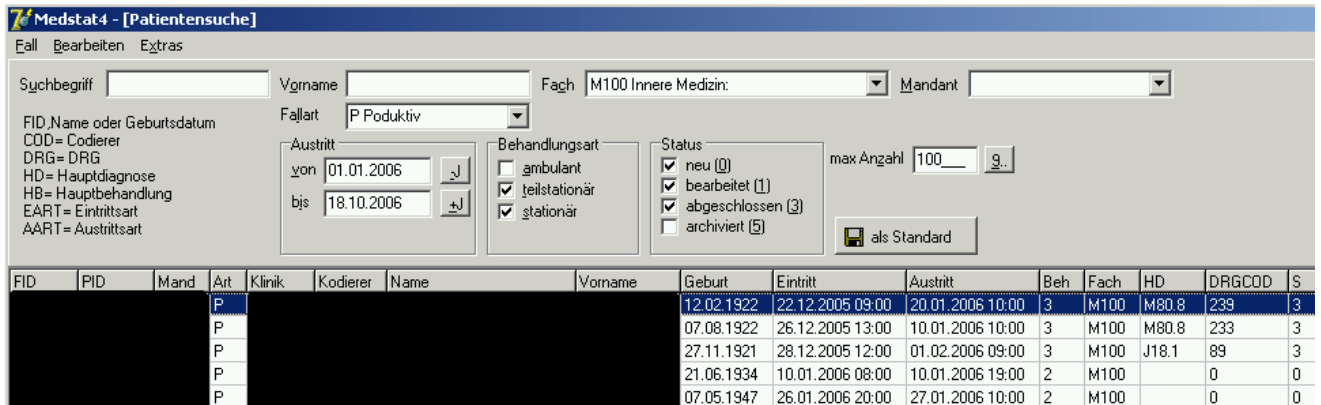 Medstat4 - [Patientensuche]
Fall Bearbeiten Extras
Suchbegriff Vorname Fach M100 Innere Medizin: Mandant
Fallart P Poduktiv
FID,Name oder Geburtsdatum
COD= Codierer
DRG= DRG
HD= Hauptdiagnose
HB= Hauptbehandlung
EART= Eintrittsart
AART= Austrittsart
Austritt
von 01.01.2006 -J
bis 18.10.2006 +J
Behandlungsart
ambulant
teilstationär
stationär
Status
neu (0)
bearbeitet (1)
abgeschlossen (3)
archiviert (5)
max Anzahl 100___ 9..
als Standard
FID PID Mand Art Klinik Kodierer Name Vorname Geburt Eintritt Austritt Beh Fach HD DRGCOD S
P 12.02.1922 22.12.2005 09:00 20.01.2006 10:00 3 M100 M80.8 239 3
P 07.08.1922 26.12.2005 13:00 10.01.2006 10:00 3 M100 M80.8 233 3
P 27.11.1921 28.12.2005 12:00 01.02.2006 09:00 3 M100 J18.1 89 3
P 21.06.1934 10.01.2006 08:00 10.01.2006 19:00 2 M100 0 0
P 07.05.1947 26.01.2006 20:00 27.01.2006 10:00 2 M100 0 0